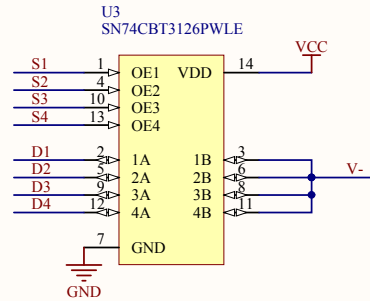 U3
SN74CBT3126PWLE
VCC
S1 1 OE1 VDD 14
S2 4 OE2
S3 10 OE3
S4 13 OE4
D1 2 1A 1B 3
D2 5 2A 2B 6 V-
D3 9 3A 3B 8
D4 12 4A 4B 11
7 GND
GND